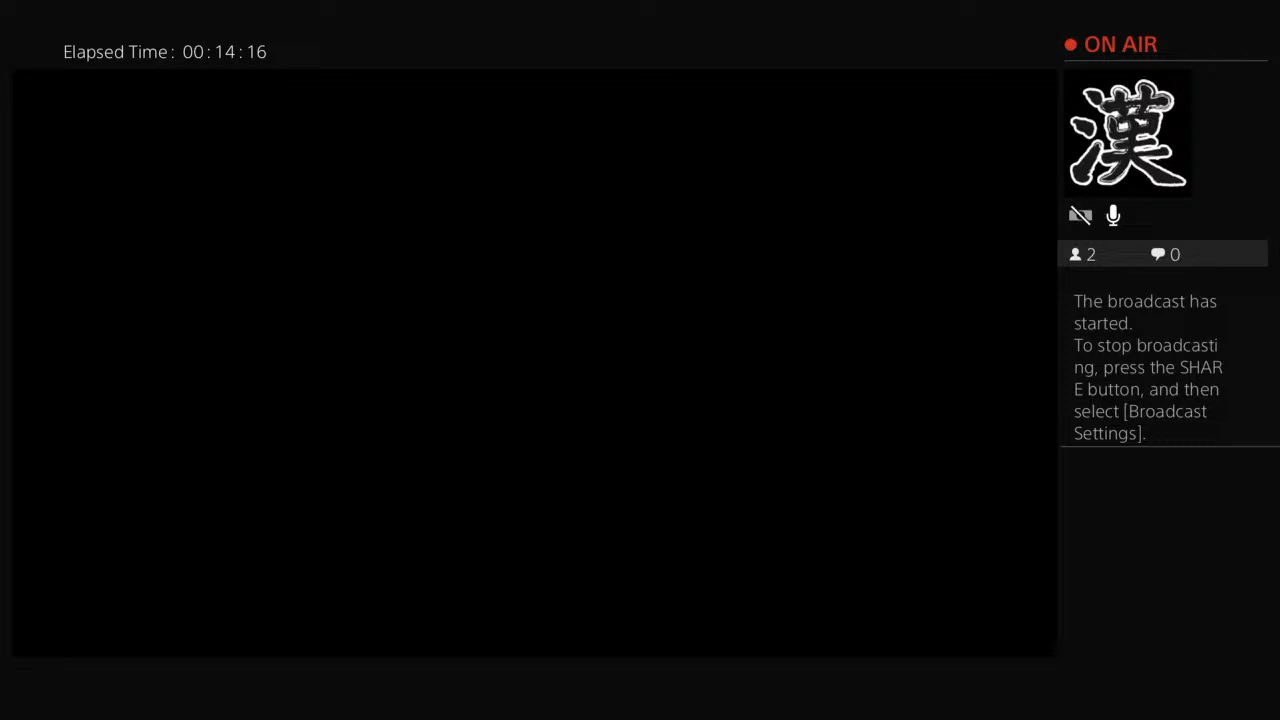 Elapsed Time: 00:14:16
ON AIR
漢
2 0
The broadcast has
started.
To stop broadcasti
ng, press the SHAR
E button, and then
select [Broadcast
Settings].